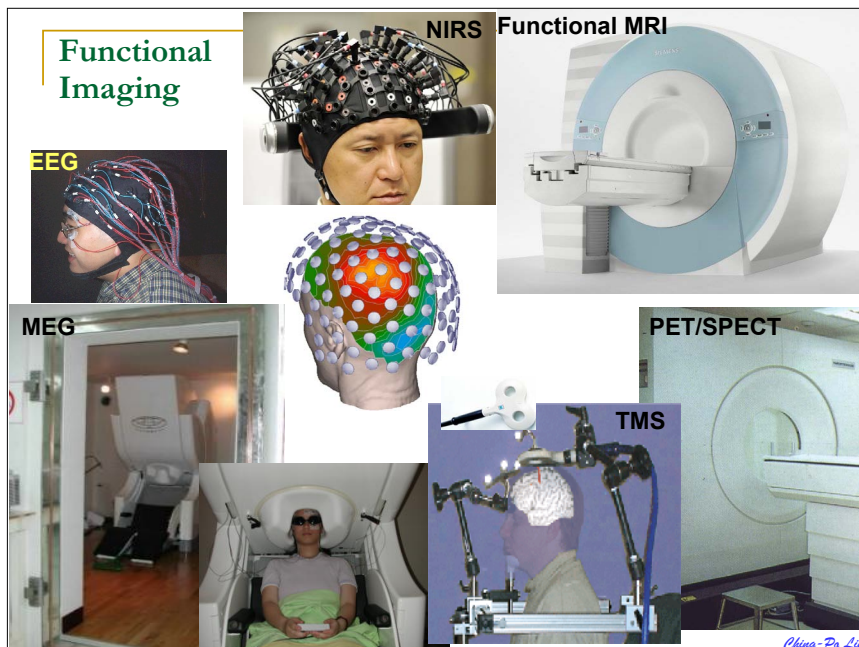 Functional
Imaging
NIRS
Functional MRI
EEG
MEG
PET/SPECT
TMS